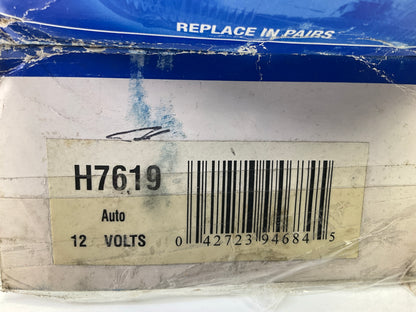 REPLACE IN PAIRS
H7619
Auto
12 VOLTS
0 42723 94684 5